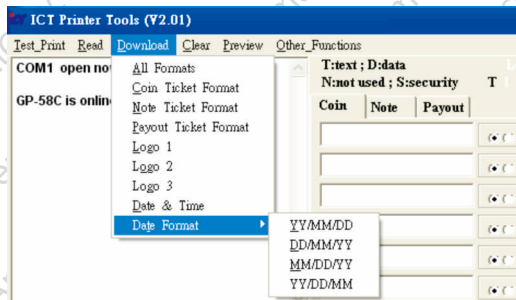 ICT Printer Tools (V2.01)
Test_Print Read Download Clear Preview Other_Functions
COM1 open no
GP-58C is onlin
All Formats
Coin Ticket Format
Note Ticket Format
Payout Ticket Format
Logo 1
Logo 2
Logo 3
Date & Time
Date Format
YY/MM/DD
DD/MM/YY
MM/DD/YY
YY/DD/MM
T:text ; D:data
N:not used ; S:security T
Coin Note Payout